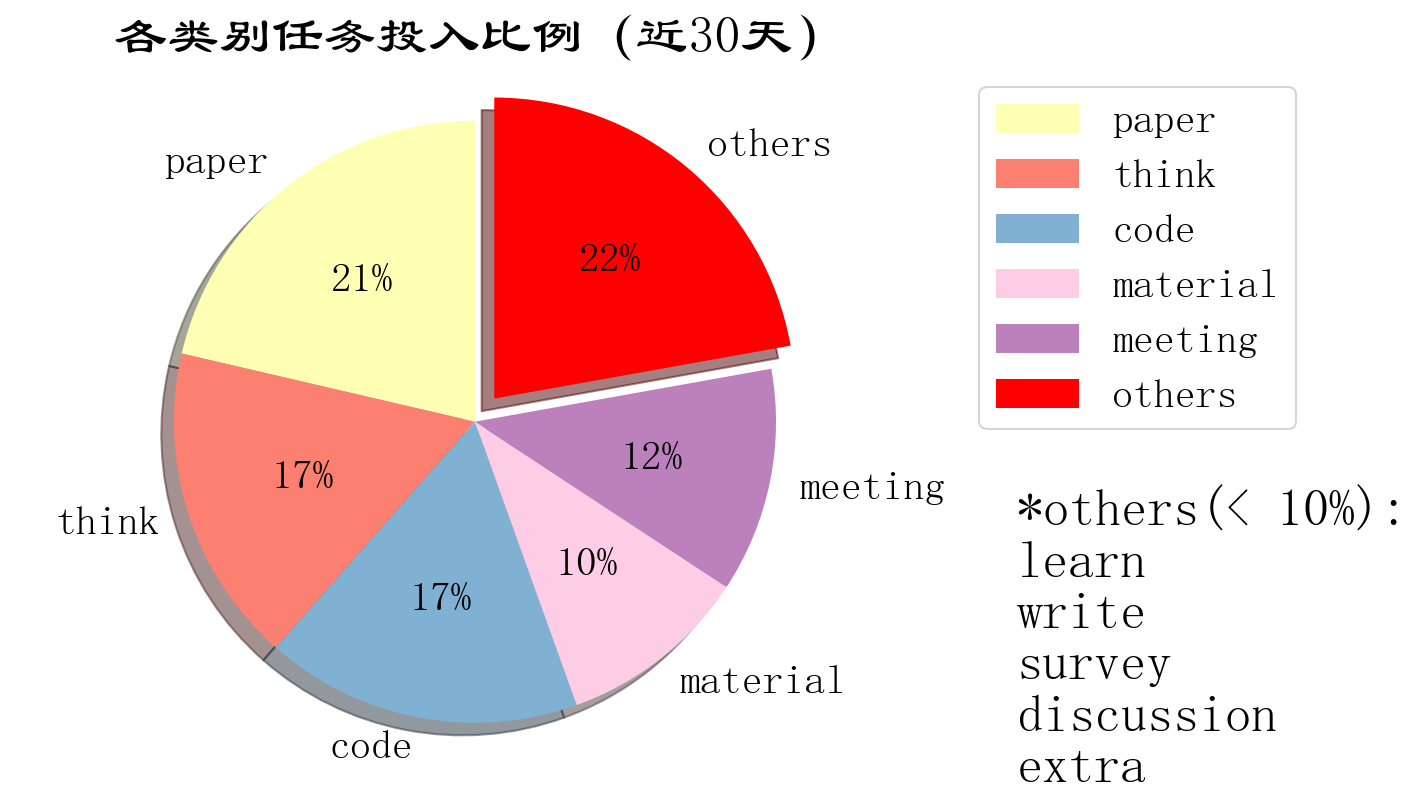 各类别任务投入比例 (近30天)
others
paper
22%
21%
12%
17%
meeting
think
10%
17%
material
code
paper
think
code
material
meeting
others
*others(< 10%):
learn
write
survey
discussion
extra